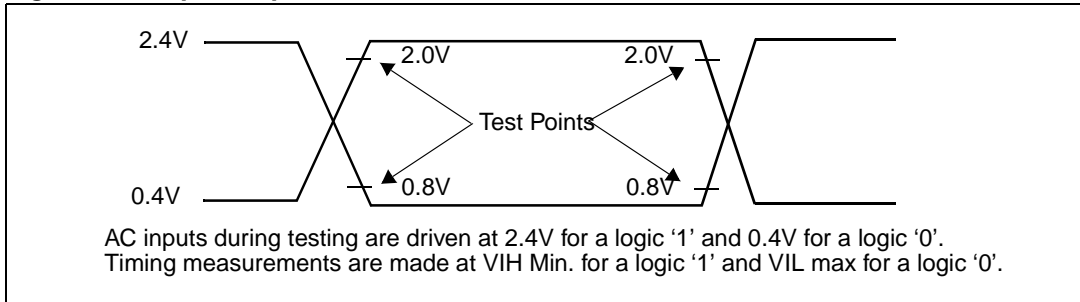 2.4V
2.0V 2.0V
Test Points
0.4V 0.8V 0.8V
AC inputs during testing are driven at 2.4V for a logic ‘1’ and 0.4V for a logic ‘0’.
Timing measurements are made at VIH Min. for a logic ‘1’ and VIL max for a logic ‘0’.